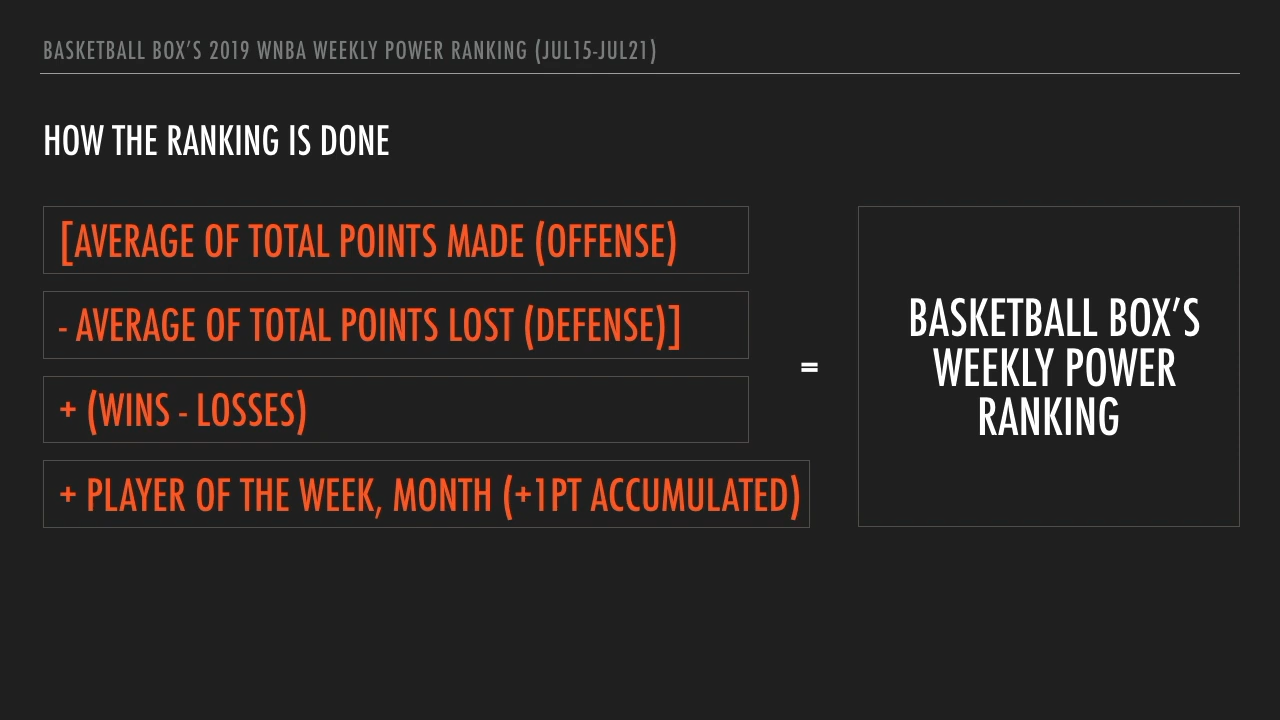 BASKETBALL BOX’S 2019 WNBA WEEKLY POWER RANKING (JUL15-JUL21)
HOW THE RANKING IS DONE
[AVERAGE OF TOTAL POINTS MADE (OFFENSE)
- AVERAGE OF TOTAL POINTS LOST (DEFENSE)]
+ (WINS - LOSSES)
+ PLAYER OF THE WEEK, MONTH (+1PT ACCUMULATED)
=
BASKETBALL BOX’S
WEEKLY POWER
RANKING